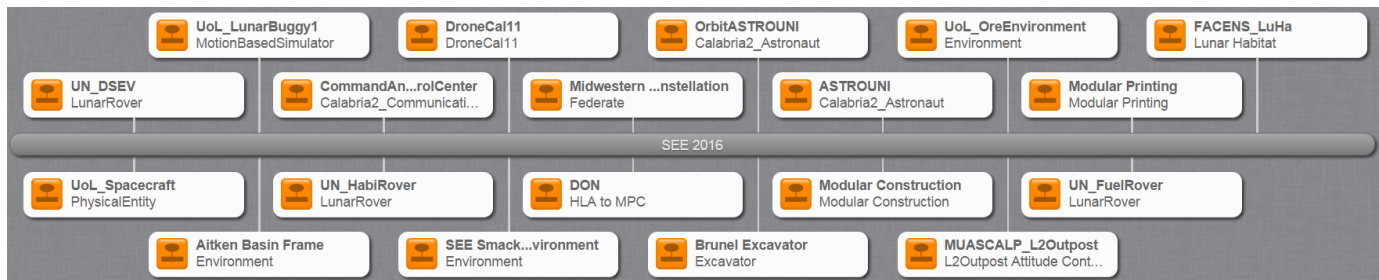 UoL_LunarBuggy1
MotionBasedSimulator
DroneCal11
DroneCal11
OrbitASTROUNI
Calabria2_Astronaut
UoL_OreEnvironment
Environment
FACENS_LuHa
Lunar Habitat
UN_DSEV
LunarRover
CommandAn...rolCenter
Calabria2_Communicati...
Midwestern ...nstellation
Federate
ASTROUNI
Calabria2_Astronaut
Modular Printing
Modular Printing
SEE 2016
UoL_Spacecraft
PhysicalEntity
UN_HabiRover
LunarRover
DON
HLA to MPC
Modular Construction
Modular Construction
UN_FuelRover
LunarRover
Aitken Basin Frame
Environment
SEE Smack...vironment
Environment
Brunel Excavator
Excavator
MUASCALP_L2Outpost
L2Outpost Attitude Cont...